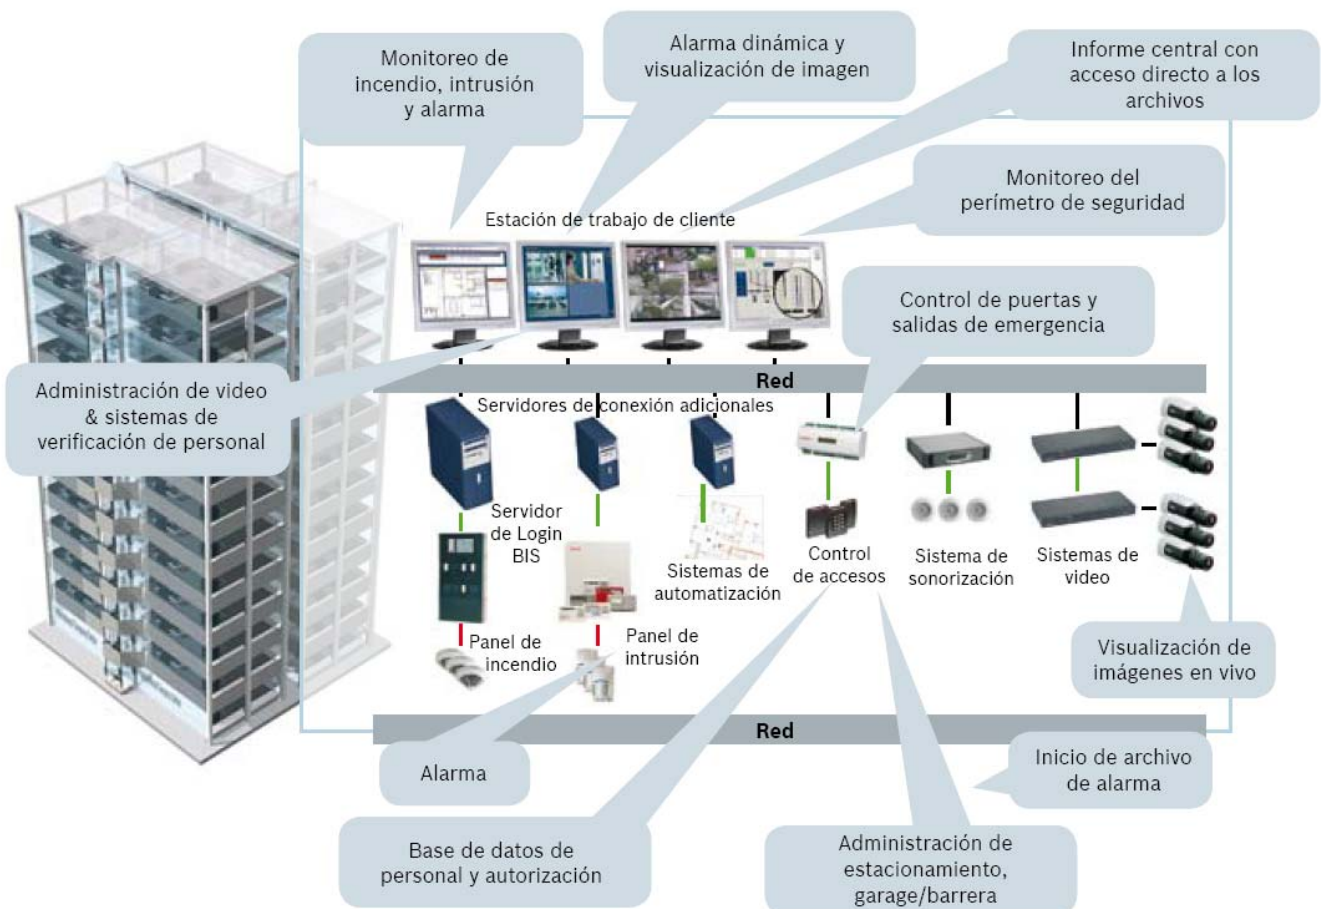 Monitoreo de
incendio, intrusión
y alarma
Alarma dinámica y
visualización de imagen
Informe central con
acceso directo a los
archivos
Monitoreo del
perímetro de seguridad
Estación de trabajo de cliente
Control de puertas y
salidas de emergencia
Red
Administración de video
& sistemas de
verificación de personal
Servidores de conexión adicionales
Servidor
de Login
BIS
Sistemas de
automatización
Control
de accesos
Sistema de
sonorización
Sistemas de
video
Panel de
incendio
Panel de
intrusión
Visualización de
imágenes en vivo
Red
Alarma
Inicio de archivo
de alarma
Base de datos de
personal y autorización
Administración de
estacionamiento,
garage/barrera